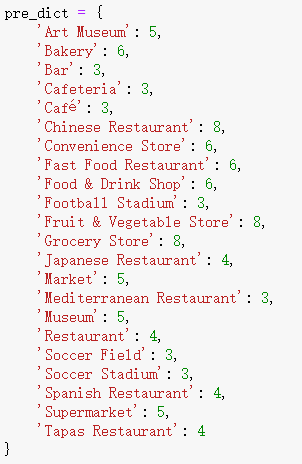 pre_dict = {
    'Art Museum': 5,
    'Bakery': 6,
    'Bar': 3,
    'Cafeteria': 3,
    'Café': 3,
    'Chinese Restaurant': 8,
    'Convenience Store': 6,
    'Fast Food Restaurant': 6,
    'Food & Drink Shop': 6,
    'Football Stadium': 3,
    'Fruit & Vegetable Store': 8,
    'Grocery Store': 8,
    'Japanese Restaurant': 4,
    'Market': 5,
    'Mediterranean Restaurant': 3,
    'Museum': 5,
    'Restaurant': 4,
    'Soccer Field': 3,
    'Soccer Stadium': 3,
    'Spanish Restaurant': 4,
    'Supermarket': 5,
    'Tapas Restaurant': 4
}